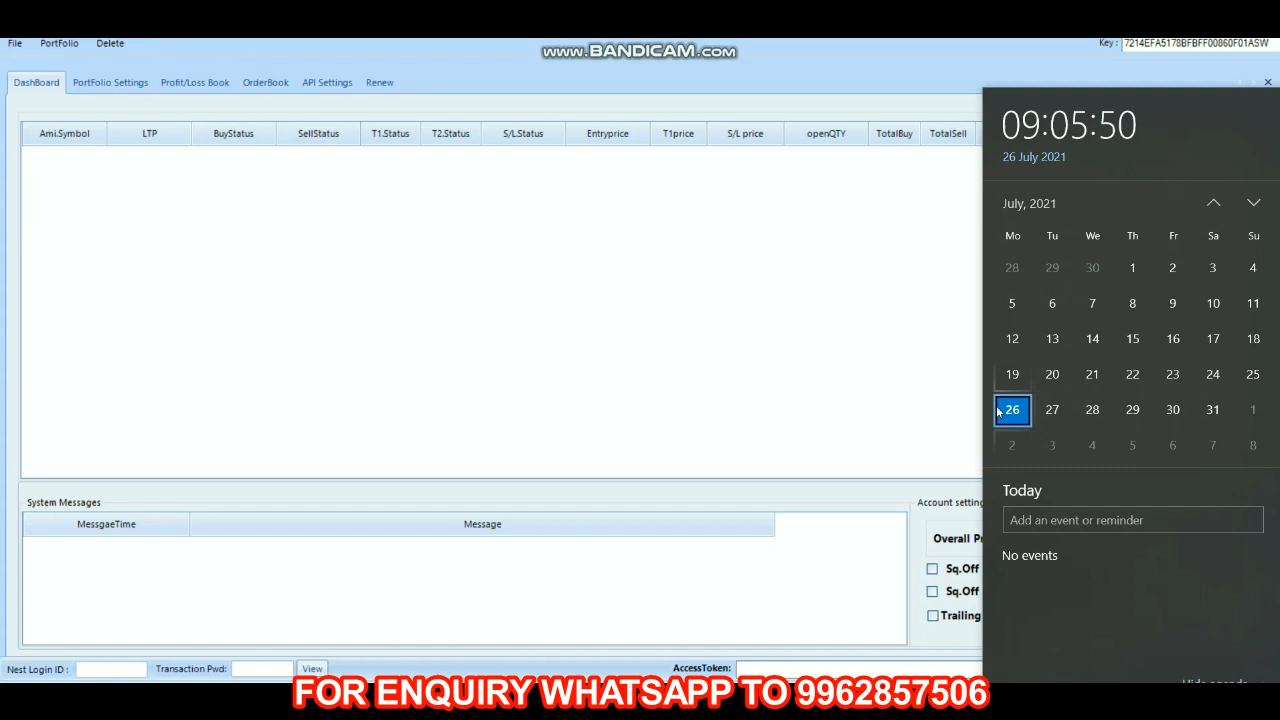 File PortFolio Delete
www.BANDICAM.com
Key : 7214EFA5178BFBFF00860F01ASW
DashBoard PortFolio Settings Profit/Loss Book OrderBook API Settings Renew
Ami.Symbol LTP BuyStatus SellStatus T1.Status T2.Status S/L.Status Entryprice T1price S/L price openQTY TotalBuy TotalSell
09:05:50
26 July 2021
July, 2021
Mo Tu We Th Fr Sa Su
28 29 30 1 2 3 4
5 6 7 8 9 10 11
12 13 14 15 16 17 18
19 20 21 22 23 24 25
26 27 28 29 30 31 1
2 3 4 5 6 7 8
Today
Add an event or reminder
No events
System Messages
MessgaeTime Message
Account setting
Overall Pr
Sq.Off
Sq.Off
Trailing
Hide agenda
Nest Login ID : Transaction Pwd: View AccessToken:
FOR ENQUIRY WHATSAPP TO 9962857506